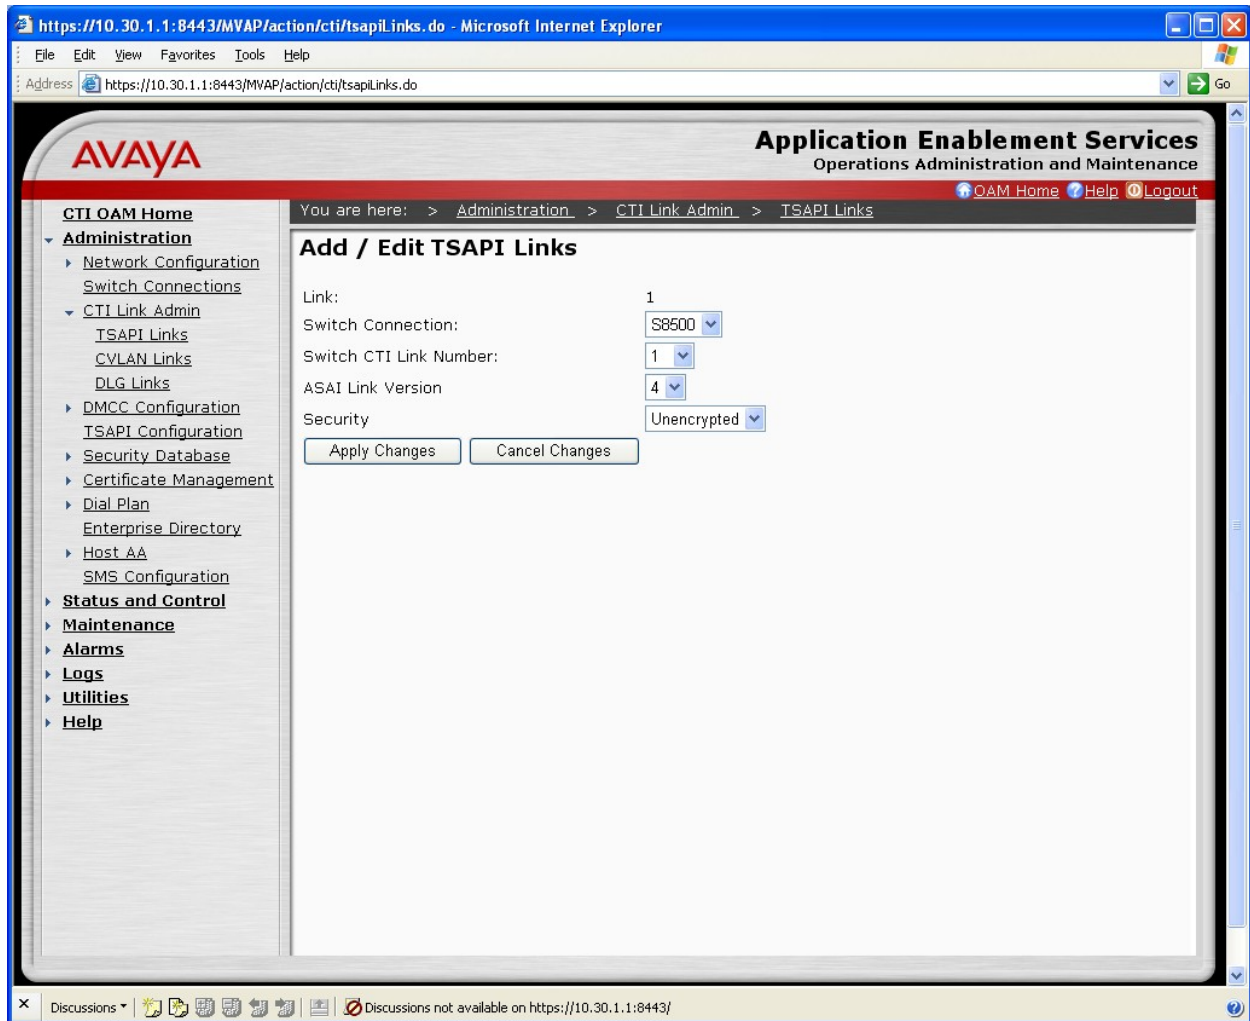 https://10.30.1.1:8443/MVAP/action/cti/tsapiLinks.do - Microsoft Internet Explorer
File Edit View Favorites Tools Help
Address https://10.30.1.1:8443/MVAP/action/cti/tsapiLinks.do Go
AVAYA
Application Enablement Services
Operations Administration and Maintenance
OAM Home Help Logout
You are here: > Administration > CTI Link Admin > TSAPI Links
CTI OAM Home
Administration
Network Configuration
Switch Connections
CTI Link Admin
TSAPI Links
CVLAN Links
DLG Links
DMCC Configuration
TSAPI Configuration
Security Database
Certificate Management
Dial Plan
Enterprise Directory
Host AA
SMS Configuration
Status and Control
Maintenance
Alarms
Logs
Utilities
Help
Add / Edit TSAPI Links
Link: 1
Switch Connection: S8500
Switch CTI Link Number: 1
ASAI Link Version 4
Security Unencrypted
Apply Changes Cancel Changes
Discussions Discussions not available on https://10.30.1.1:8443/